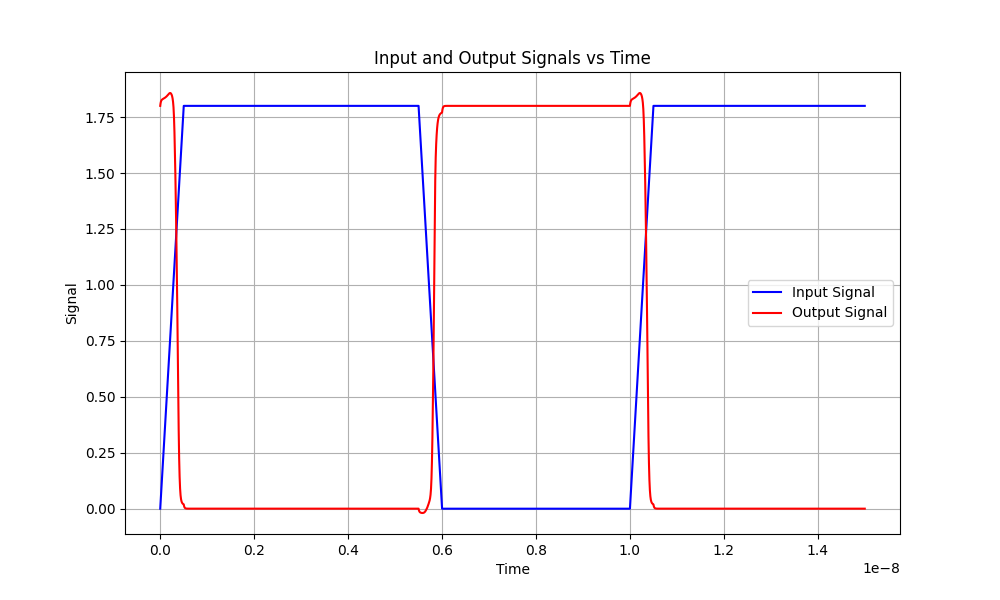 Input and Output Signals vs Time
Signal
1.75
1.50
1.25
1.00
0.75
0.50
0.25
0.00
Input Signal
Output Signal
0.0 0.2 0.4 0.6 0.8 1.0 1.2 1.4
Time
1e−8